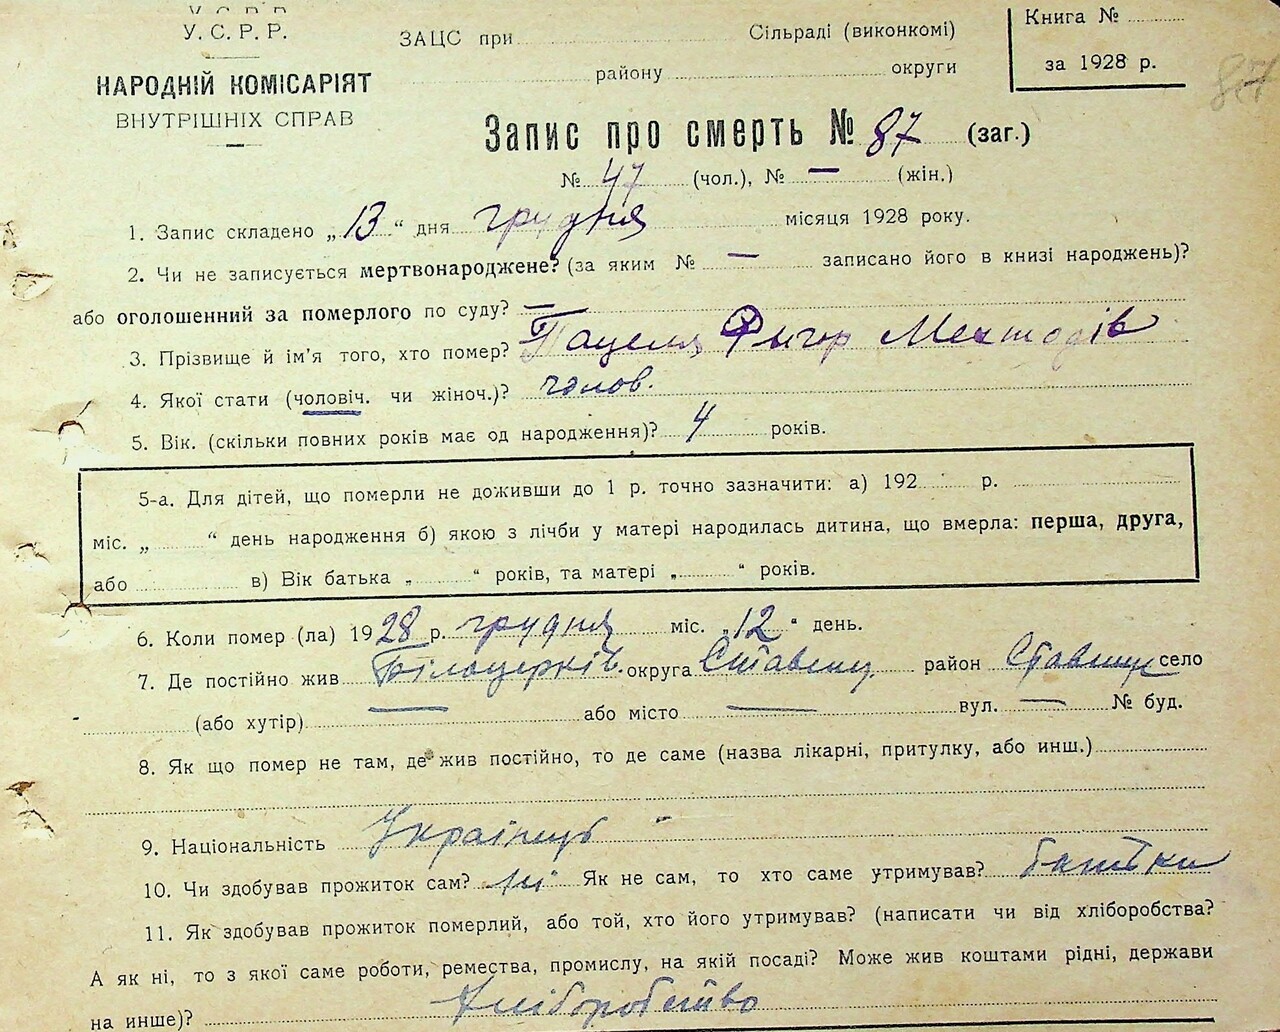 У. С. Р. Р.
НАРОДНІЙ КОМІСАРІЯТ
ВНУТРІШНІХ СПРАВ
ЗАЦС при Сільраді (виконкомі)
району округи
Книга №
за 1928 р.
87
Запис про смерть № 87 (заг.)
№ 47 (чол.), № — (жін.)
1. Запис складено „13“ дня грудня місяця 1928 року.
2. Чи не записується мертвонароджене? (за яким № — записано його в книзі народжень)?
або оголошенний за померлого по суду? —
3. Прізвище й ім'я того, хто помер?
4. Якої стати (чоловіч. чи жіноч.)? чолов.
5. Вік. (скільки повних років має од народження)? 4 років.
5-а. Для дітей, що померли не доживши до 1 р. точно зазначити: а) 192 р.
міс. „ “ день народження б) якою з лічби у матері народилась дитина, що вмерла: перша, друга,
або в) Вік батька „ “ років, та матері „ “ років.
6. Коли помер (ла) 1928 р. грудня міс. „12“ день.
7. Де постійно жив Білоцерків. округа Ставищ. район Ставище село
(або хутір) — або місто — вул. — № буд.
8. Як що помер не там, де жив постійно, то де саме (назва лікарні, притулку, або инш.)
9. Національність Українець
10. Чи здобував прожиток сам? ні Як не сам, то хто саме утримував? батьки
11. Як здобував прожиток померлий, або той, хто його утримував? (написати чи від хліборобства?
А як ні, то з якої саме роботи, ремества, промислу, на якій посаді? Може жив коштами рідні, держави
на инше)? Хліборобство